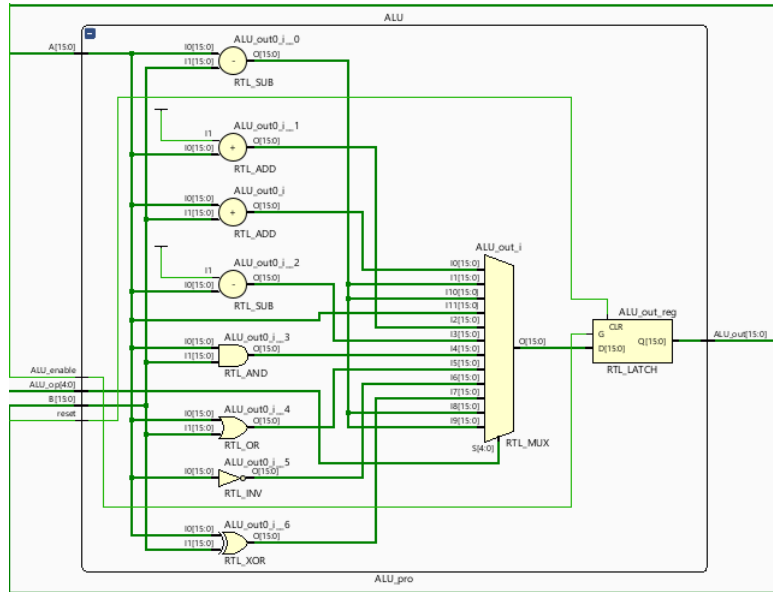 ALU
ALU_out0_i__0
A[15:0]
I0[15:0]
O[15:0]
I1[15:0]
-
RTL_SUB
ALU_out0_i__1
I1
O[15:0]
+
I0[15:0]
RTL_ADD
ALU_out0_i
I0[15:0]
O[15:0]
+
I1[15:0]
RTL_ADD
ALU_out0_i__2
I1
O[15:0]
-
I0[15:0]
RTL_SUB
ALU_out0_i__3
I0[15:0]
O[15:0]
I1[15:0]
RTL_AND
ALU_enable
ALU_op[4:0]
B[15:0]
reset
ALU_out0_i__4
I0[15:0]
O[15:0]
I1[15:0]
RTL_OR
ALU_out0_i__5
I0[15:0]
O[15:0]
RTL_INV
ALU_out0_i__6
I0[15:0]
O[15:0]
I1[15:0]
RTL_XOR
ALU_out_i
I0[15:0]
I1[15:0]
I10[15:0]
I11[15:0]
I2[15:0]
I3[15:0]
I4[15:0]
I5[15:0]
I6[15:0]
I7[15:0]
I8[15:0]
I9[15:0]
S[4:0]
O[15:0]
RTL_MUX
ALU_out_reg
CLR
G
D[15:0]
Q[15:0]
RTL_LATCH
ALU_out[15:0]
ALU_pro